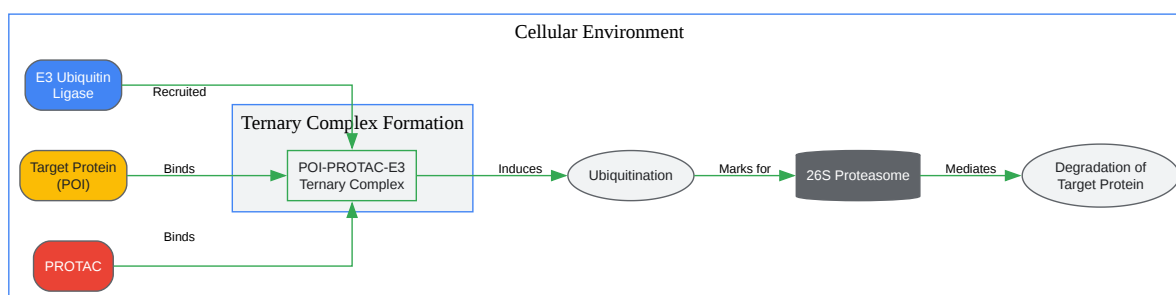 Cellular Environment
E3 Ubiquitin
Ligase
Recruited
Ternary Complex Formation
Target Protein
(POI)
Binds
POI-PROTAC-E3
Ternary Complex
Induces
Ubiquitination
Marks for
26S Proteasome
Mediates
Degradation of
Target Protein
Binds
PROTAC